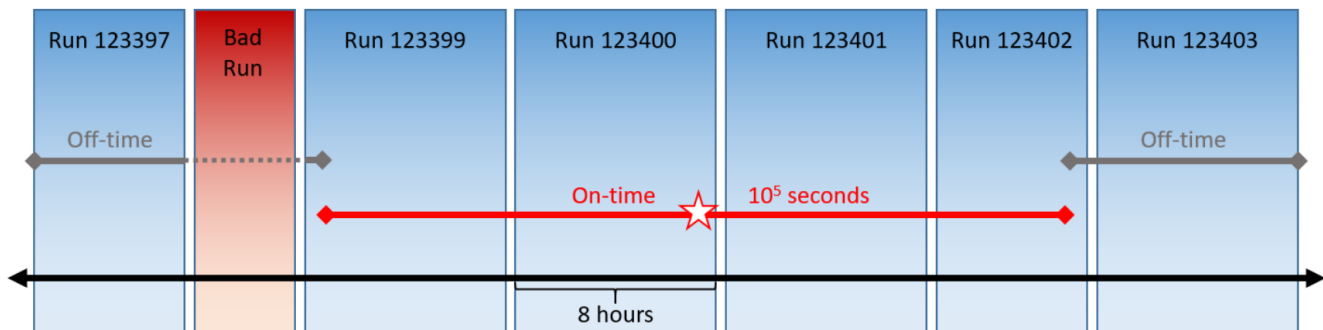 Run 123397
Bad
Run
Run 123399
Run 123400
Run 123401
Run 123402
Run 123403
Off-time
Off-time
On-time
10⁵ seconds
8 hours